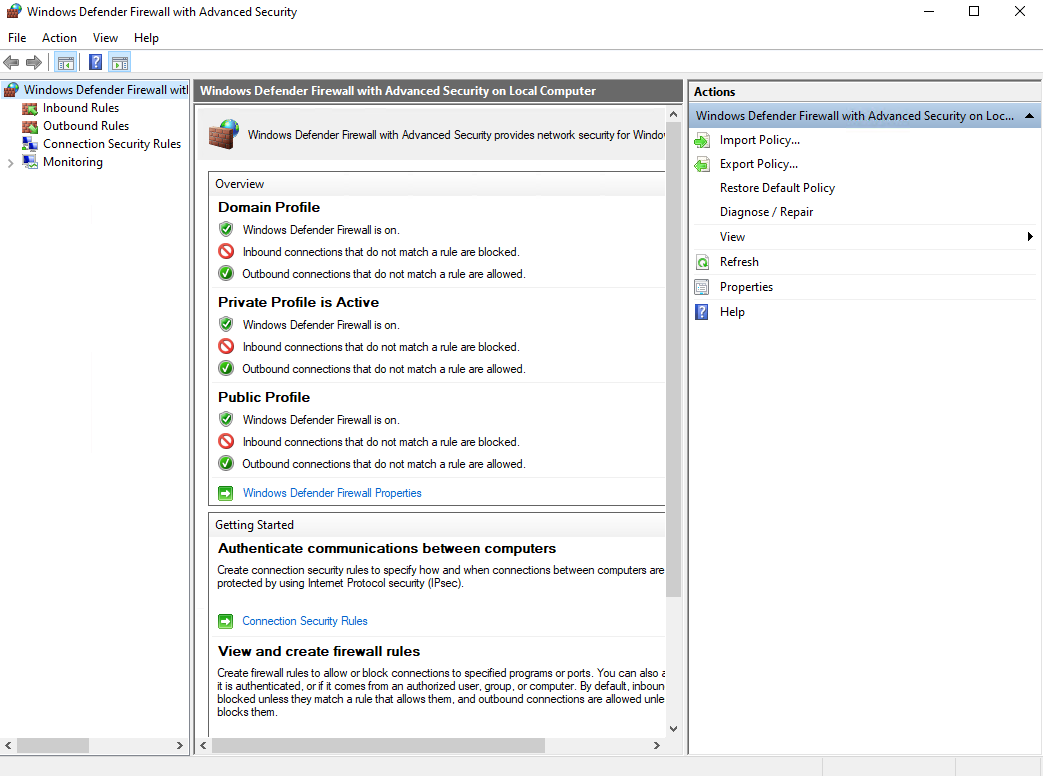 Windows Defender Firewall with Advanced Security
File Action View Help
Windows Defender Firewall with
Inbound Rules
Outbound Rules
Connection Security Rules
Monitoring
Windows Defender Firewall with Advanced Security on Local Computer
Windows Defender Firewall with Advanced Security provides network security for Window
Overview
Domain Profile
Windows Defender Firewall is on.
Inbound connections that do not match a rule are blocked.
Outbound connections that do not match a rule are allowed.
Private Profile is Active
Windows Defender Firewall is on.
Inbound connections that do not match a rule are blocked.
Outbound connections that do not match a rule are allowed.
Public Profile
Windows Defender Firewall is on.
Inbound connections that do not match a rule are blocked.
Outbound connections that do not match a rule are allowed.
Windows Defender Firewall Properties
Getting Started
Authenticate communications between computers
Create connection security rules to specify how and when connections between computers are
protected by using Internet Protocol security (IPsec).
Connection Security Rules
View and create firewall rules
Create firewall rules to allow or block connections to specified programs or ports. You can also a
it is authenticated, or if it comes from an authorized user, group, or computer. By default, inboun
blocked unless they match a rule that allows them, and outbound connections are allowed unle
blocks them.
Actions
Windows Defender Firewall with Advanced Security on Loc...
Import Policy...
Export Policy...
Restore Default Policy
Diagnose / Repair
View
Refresh
Properties
Help